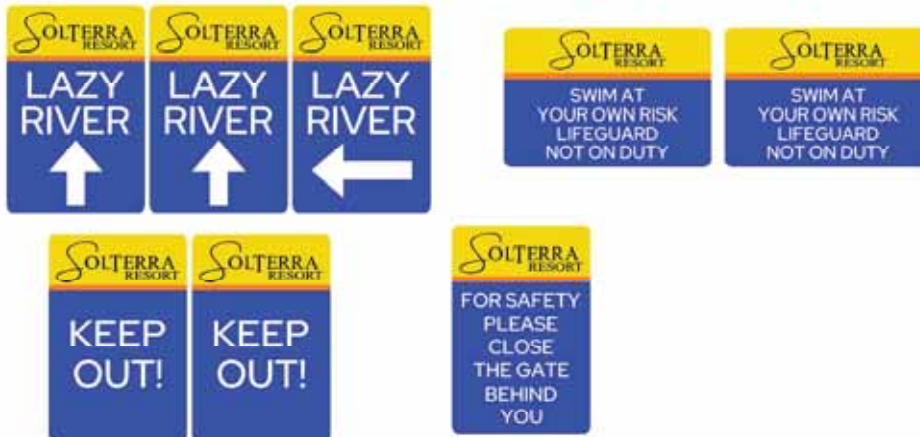 SOLTERRA
RESORT
LAZY
RIVER
SOLTERRA
RESORT
LAZY
RIVER
SOLTERRA
RESORT
LAZY
RIVER
SOLTERRA
RESORT
SWIM AT
YOUR OWN RISK
LIFEGUARD
NOT ON DUTY
SOLTERRA
RESORT
SWIM AT
YOUR OWN RISK
LIFEGUARD
NOT ON DUTY
SOLTERRA
RESORT
KEEP
OUT!
SOLTERRA
RESORT
KEEP
OUT!
SOLTERRA
RESORT
FOR SAFETY
PLEASE
CLOSE
THE GATE
BEHIND
YOU